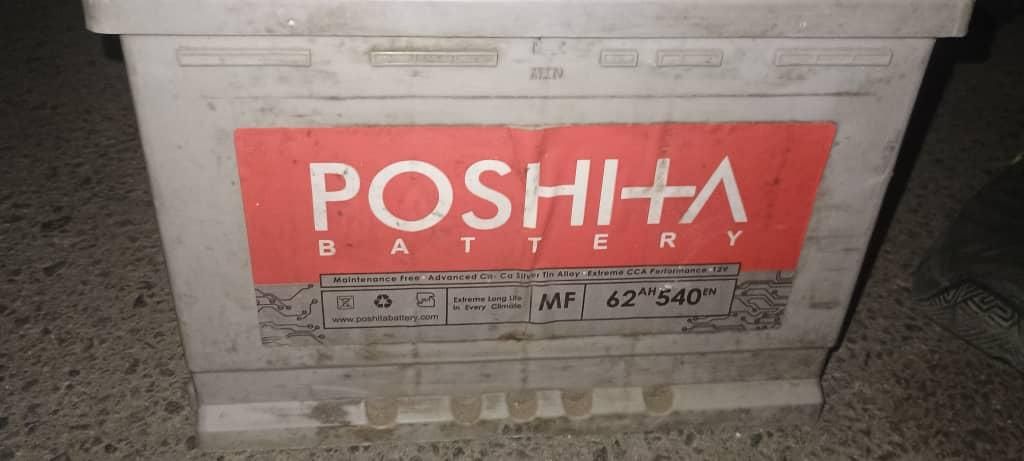 MIN
POSHITA
BATTERY
Maintenance Free • Advanced Ca- Ca Silver Tin Alloy • Extreme CCA Performance • 12V
www.poshitabattery.com
Extreme Long Life
In Every Climate
MF
62AH 540EN